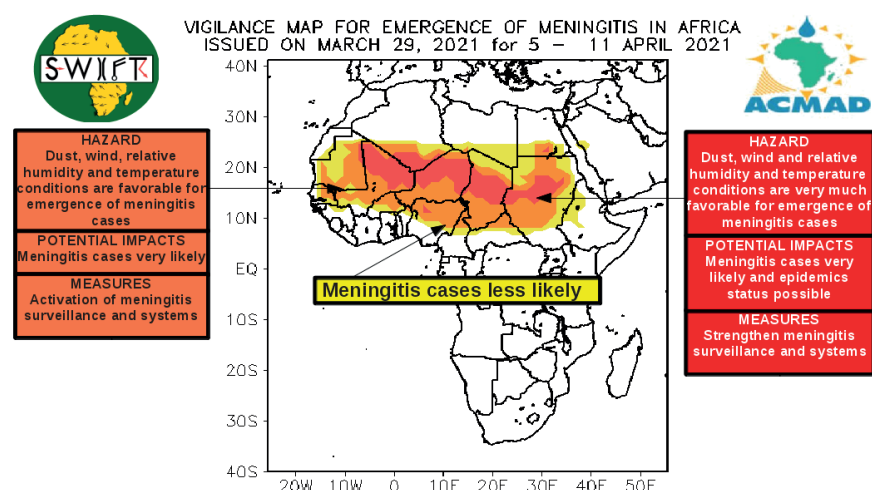 VIGILANCE MAP FOR EMERGENCE OF MENINGITIS IN AFRICA
ISSUED ON MARCH 29, 2021 for 5 – 11 APRIL 2021
SWIFT
ACMAD
HAZARD
Dust, wind, relative
humidity and temperature
conditions are favorable for
emergence of meningitis
cases
POTENTIAL IMPACTS
Meningitis cases very likely
MEASURES
Activation of meningitis
surveillance and systems
40N
30N
20N
10N
EQ
10S
20S
30S
40S
20W 10W 0 10E 20E 30E 40E 50E
Meningitis cases less likely
HAZARD
Dust, wind and relative
humidity and temperature
conditions are very much
favorable for emergence of
meningitis cases
POTENTIAL IMPACTS
Meningitis cases very
likely and epidemics
status possible
MEASURES
Strengthen meningitis
surveillance and systems